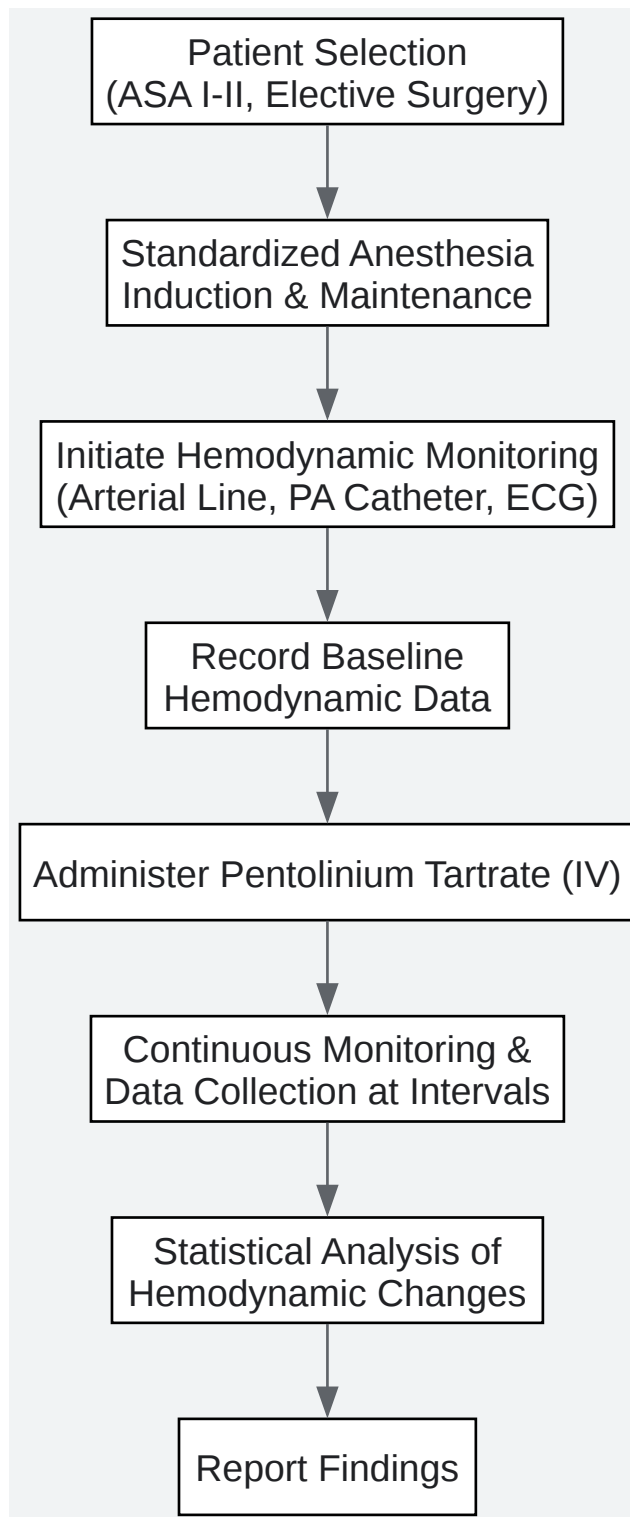 Patient Selection
(ASA I-II, Elective Surgery)
Standardized Anesthesia
Induction & Maintenance
Initiate Hemodynamic Monitoring
(Arterial Line, PA Catheter, ECG)
Record Baseline
Hemodynamic Data
Administer Pentolinium Tartrate (IV)
Continuous Monitoring &
Data Collection at Intervals
Statistical Analysis of
Hemodynamic Changes
Report Findings